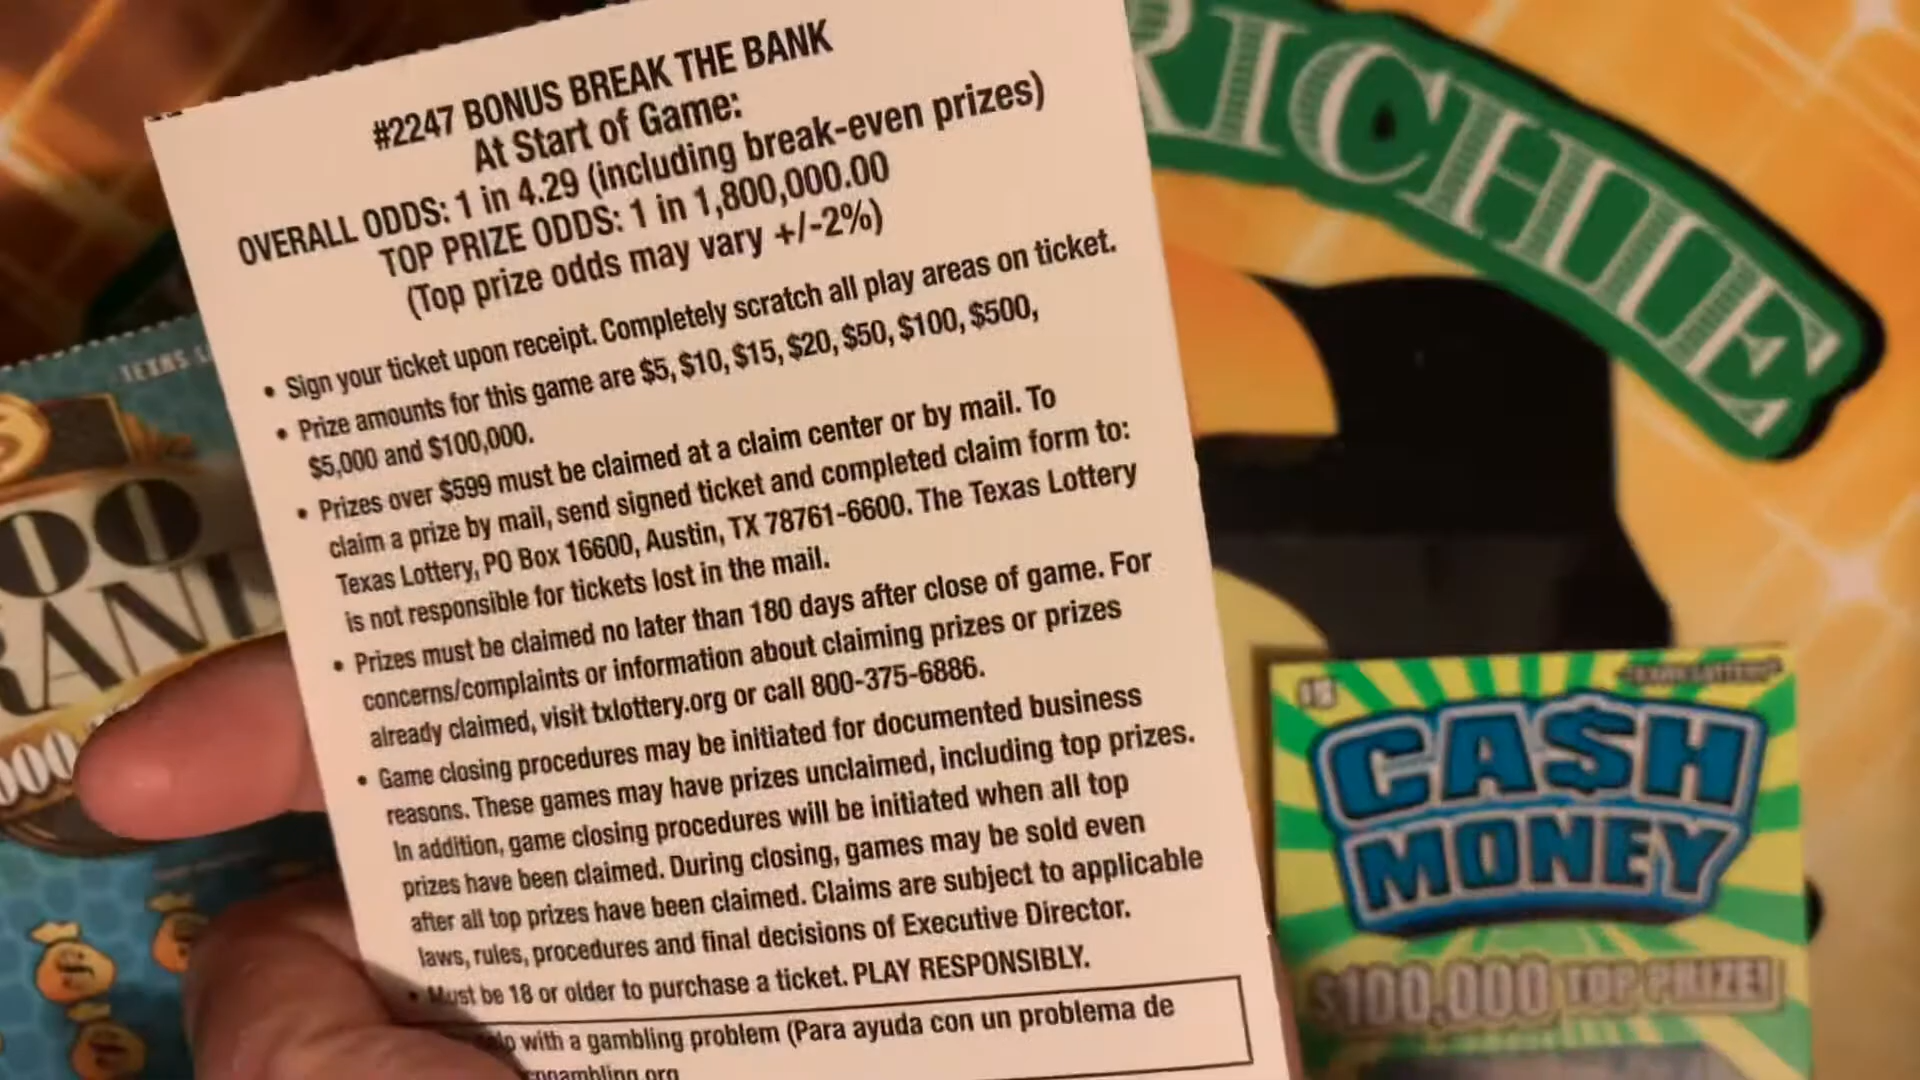 #2247 BONUS BREAK THE BANK
At Start of Game:
OVERALL ODDS: 1 in 4.29 (including break-even prizes)
TOP PRIZE ODDS: 1 in 1,800,000.00
(Top prize odds may vary +/-2%)
• Sign your ticket upon receipt. Completely scratch all play areas on ticket.
• Prize amounts for this game are $5, $10, $15, $20, $50, $100, $500,
$5,000 and $100,000.
• Prizes over $599 must be claimed at a claim center or by mail. To
claim a prize by mail, send signed ticket and completed claim form to:
Texas Lottery, PO Box 16600, Austin, TX 78761-6600. The Texas Lottery
is not responsible for tickets lost in the mail.
• Prizes must be claimed no later than 180 days after close of game. For
concerns/complaints or information about claiming prizes or prizes
already claimed, visit txlottery.org or call 800-375-6886.
• Game closing procedures may be initiated for documented business
reasons. These games may have prizes unclaimed, including top prizes.
In addition, game closing procedures will be initiated when all top
prizes have been claimed. During closing, games may be sold even
after all top prizes have been claimed. Claims are subject to applicable
laws, rules, procedures and final decisions of Executive Director.
• Must be 18 or older to purchase a ticket. PLAY RESPONSIBLY.
with a gambling problem (Para ayuda con un problema de
RICHIE
TEXAS
CA$H
MONEY
$100,000 TOP PRIZE!